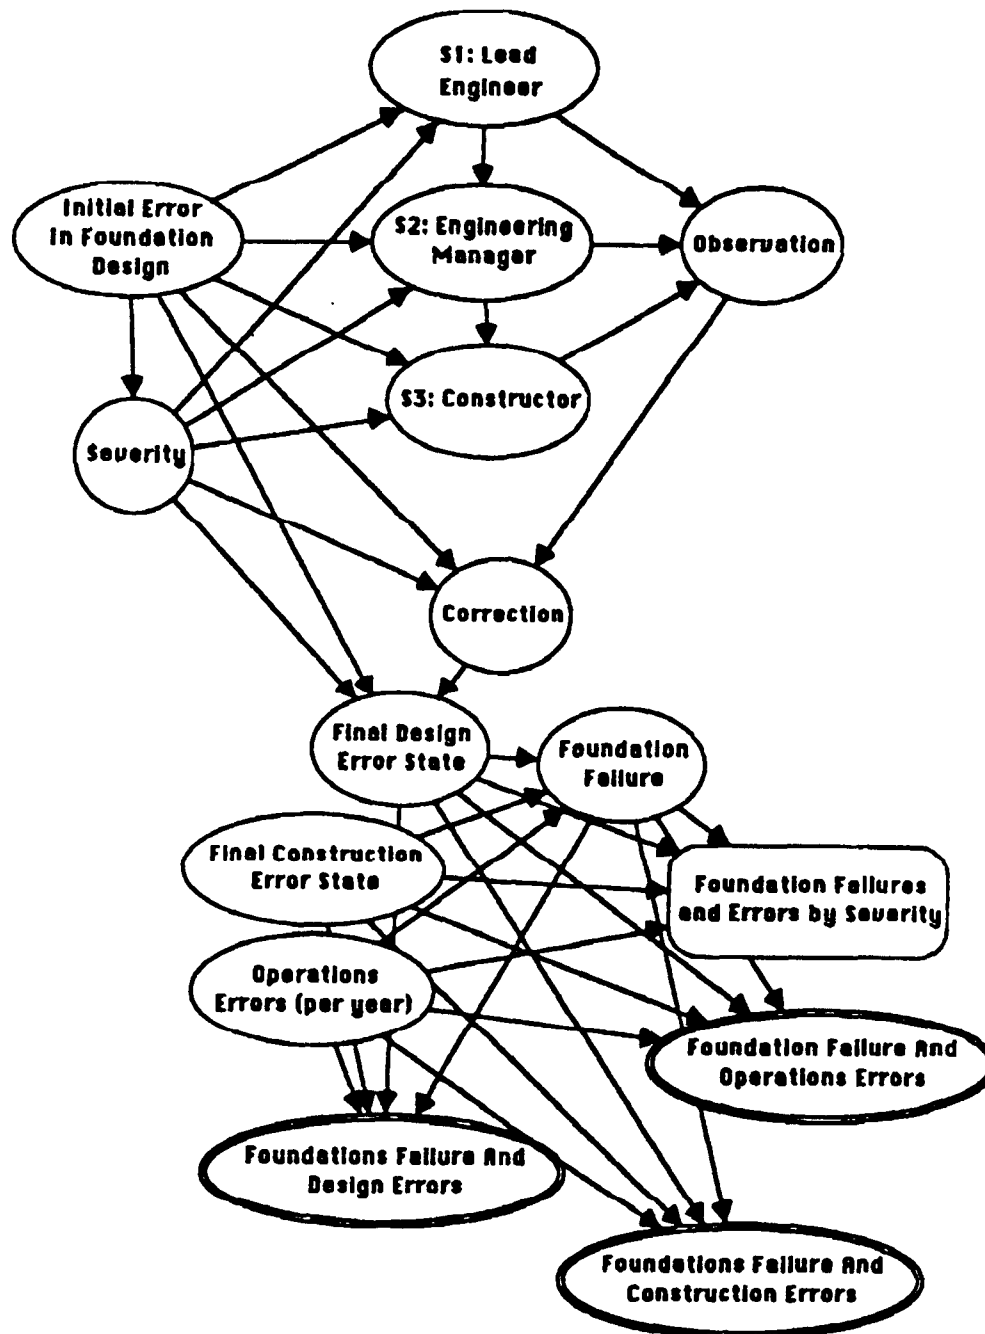 S1: Lead
Engineer
Initial Error
in Foundation
Design
S2: Engineering
Manager
Observation
S3: Constructor
Severity
Correction
Final Design
Error State
Foundation
Failure
Final Construction
Error State
Foundation Failures
and Errors by Severity
Operations
Errors (per year)
Foundation Failure And
Operations Errors
Foundations Failure And
Design Errors
Foundations Failure And
Construction Errors